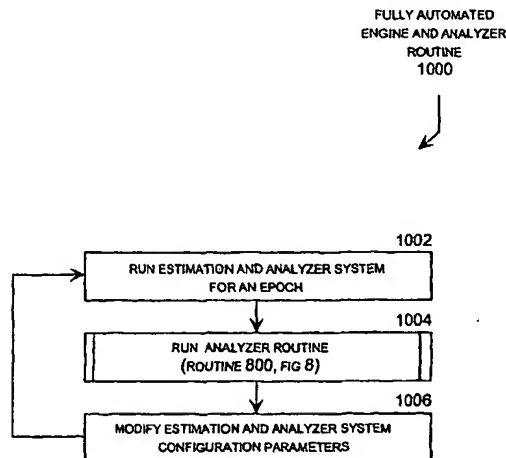 FULLY AUTOMATED
ENGINE AND ANALYZER
ROUTINE
1000
1002
RUN ESTIMATION AND ANALYZER SYSTEM
FOR AN EPOCH
1004
RUN ANALYZER ROUTINE
(ROUTINE 800, FIG 8)
1006
MODIFY ESTIMATION AND ANALYZER SYSTEM
CONFIGURATION PARAMETERS